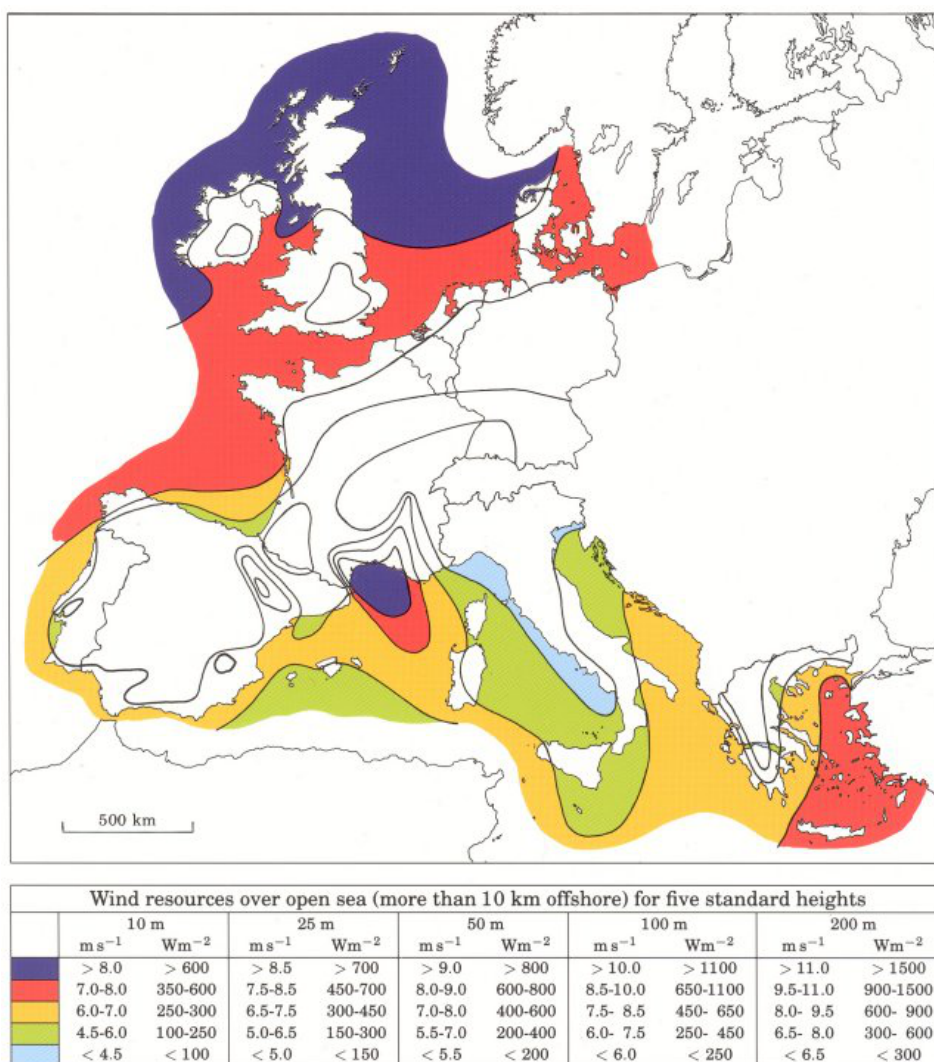 500 km
Wind resources over open sea (more than 10 km offshore) for five standard heights
10 m 25 m 50 m 100 m 200 m
m s⁻¹ Wm⁻² m s⁻¹ Wm⁻² m s⁻¹ Wm⁻² m s⁻¹ Wm⁻² m s⁻¹ Wm⁻²
> 8.0 > 600 > 8.5 > 700 > 9.0 > 800 > 10.0 > 1100 > 11.0 > 1500
7.0-8.0 350-600 7.5-8.5 450-700 8.0-9.0 600-800 8.5-10.0 650-1100 9.5-11.0 900-1500
6.0-7.0 250-300 6.5-7.5 300-450 7.0-8.0 400-600 7.5- 8.5 450- 650 8.0- 9.5 600- 900
4.5-6.0 100-250 5.0-6.5 150-300 5.5-7.0 200-400 6.0- 7.5 250- 450 6.5- 8.0 300- 600
< 4.5 < 100 < 5.0 < 150 < 5.5 < 200 < 6.0 < 250 < 6.5 < 300